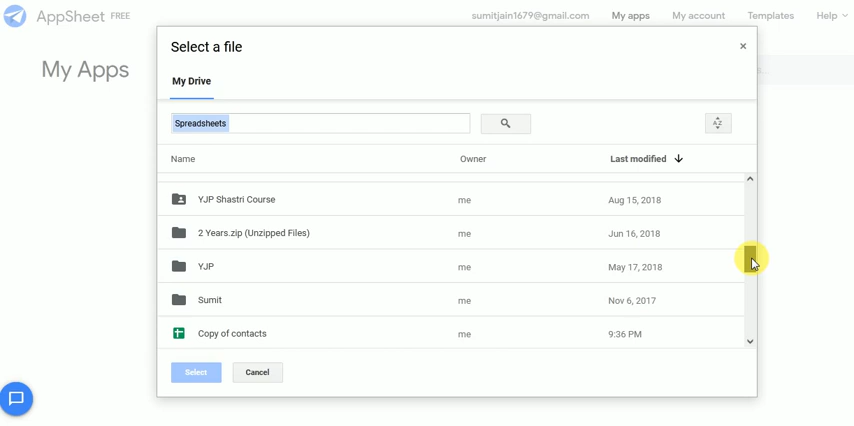 AppSheet FREE
sumitjain1679@gmail.com My apps My account Templates Help
My Apps
Select a file
×
My Drive
Spreadsheets
AZ
Name Owner Last modified
YJP Shastri Course me Aug 15, 2018
2 Years.zip (Unzipped Files) me Jun 16, 2018
YJP me May 17, 2018
Sumit me Nov 6, 2017
Copy of contacts me 9:36 PM
Select Cancel